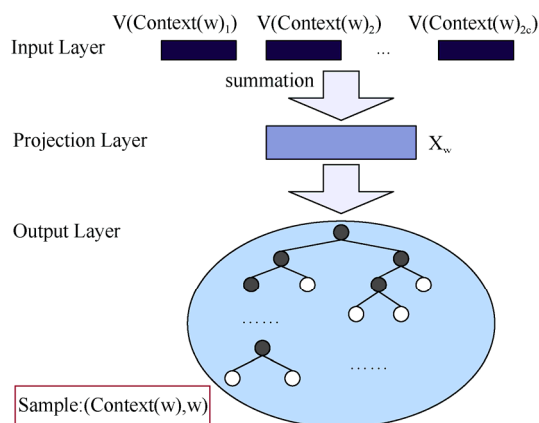 V(Context(w)₁) V(Context(w)₂) V(Context(w)₂c)
Input Layer ...
summation
Projection Layer Xw
Output Layer
......
......
Sample:(Context(w),w)